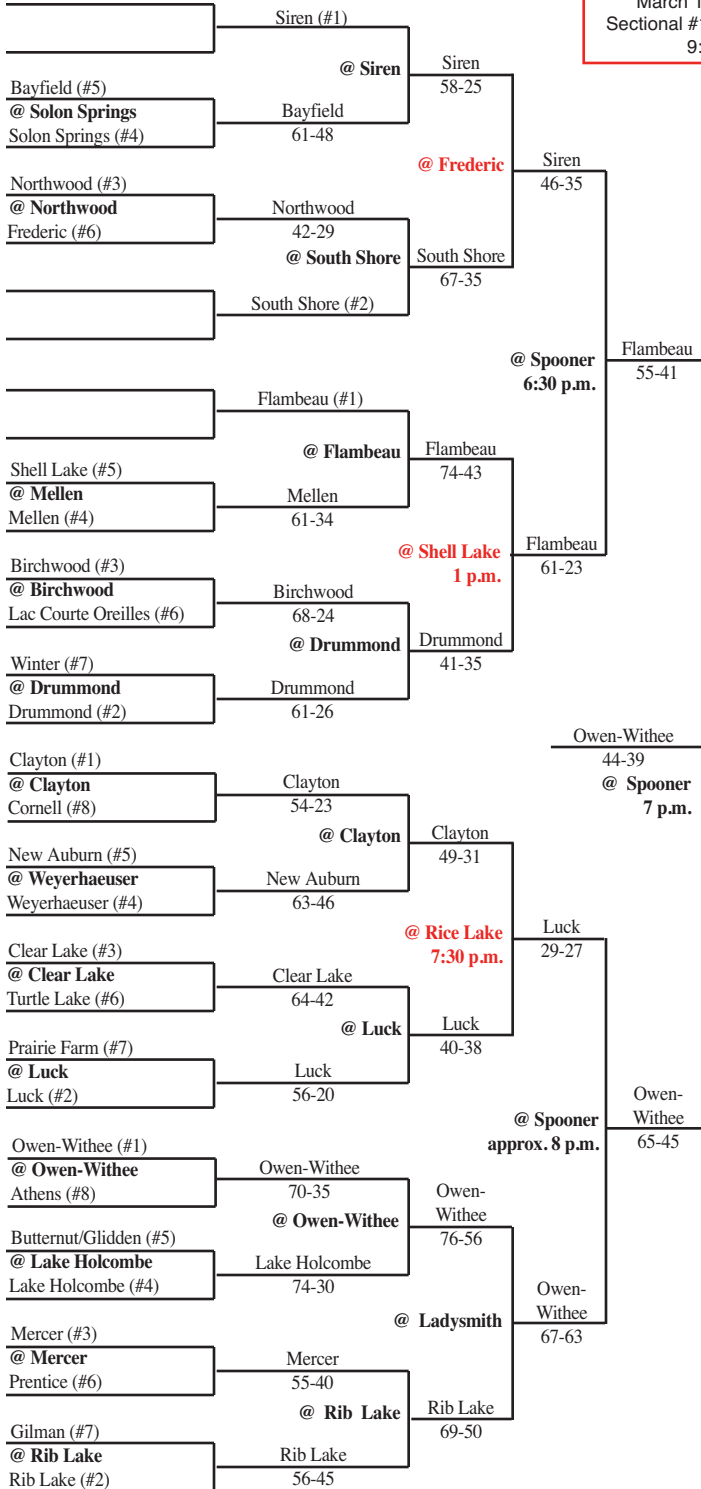 March 1
Sectional #1
9:
Siren (#1)
@ Siren
Siren
58-25
Bayfield (#5)
@ Solon Springs
Solon Springs (#4)
Bayfield
61-48
@ Frederic
Siren
46-35
Northwood (#3)
@ Northwood
Frederic (#6)
Northwood
42-29
@ South Shore
South Shore
67-35
South Shore (#2)
@ Spooner
6:30 p.m.
Flambeau
55-41
Flambeau (#1)
@ Flambeau
Flambeau
74-43
Shell Lake (#5)
@ Mellen
Mellen (#4)
Mellen
61-34
@ Shell Lake
1 p.m.
Flambeau
61-23
Birchwood (#3)
@ Birchwood
Lac Courte Oreilles (#6)
Birchwood
68-24
@ Drummond
Drummond
41-35
Winter (#7)
@ Drummond
Drummond (#2)
Drummond
61-26
Owen-Withee
44-39
@ Spooner
7 p.m.
Clayton (#1)
@ Clayton
Cornell (#8)
Clayton
54-23
@ Clayton
Clayton
49-31
New Auburn (#5)
@ Weyerhaeuser
Weyerhaeuser (#4)
New Auburn
63-46
@ Rice Lake
7:30 p.m.
Luck
29-27
Clear Lake (#3)
@ Clear Lake
Turtle Lake (#6)
Clear Lake
64-42
@ Luck
Luck
40-38
Prairie Farm (#7)
@ Luck
Luck (#2)
Luck
56-20
@ Spooner
approx. 8 p.m.
Owen-
Withee
65-45
Owen-Withee (#1)
@ Owen-Withee
Athens (#8)
Owen-Withee
70-35
@ Owen-Withee
Owen-
Withee
76-56
Butternut/Glidden (#5)
@ Lake Holcombe
Lake Holcombe (#4)
Lake Holcombe
74-30
@ Ladysmith
Owen-
Withee
67-63
Mercer (#3)
@ Mercer
Prentice (#6)
Mercer
55-40
@ Rib Lake
Rib Lake
69-50
Gilman (#7)
@ Rib Lake
Rib Lake (#2)
Rib Lake
56-45